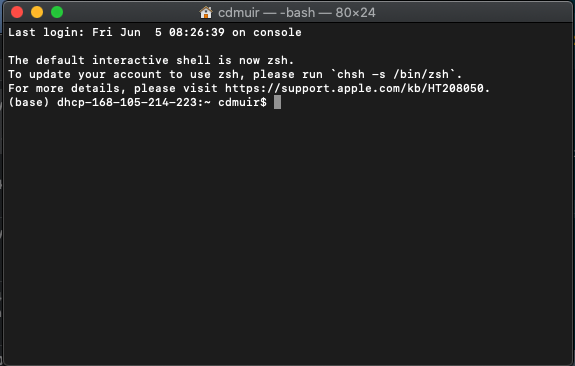 cdmuir — -bash — 80×24
Last login: Fri Jun  5 08:26:39 on console
The default interactive shell is now zsh.
To update your account to use zsh, please run `chsh -s /bin/zsh`.
For more details, please visit https://support.apple.com/kb/HT208050.
(base) dhcp-168-105-214-223:~ cdmuir$